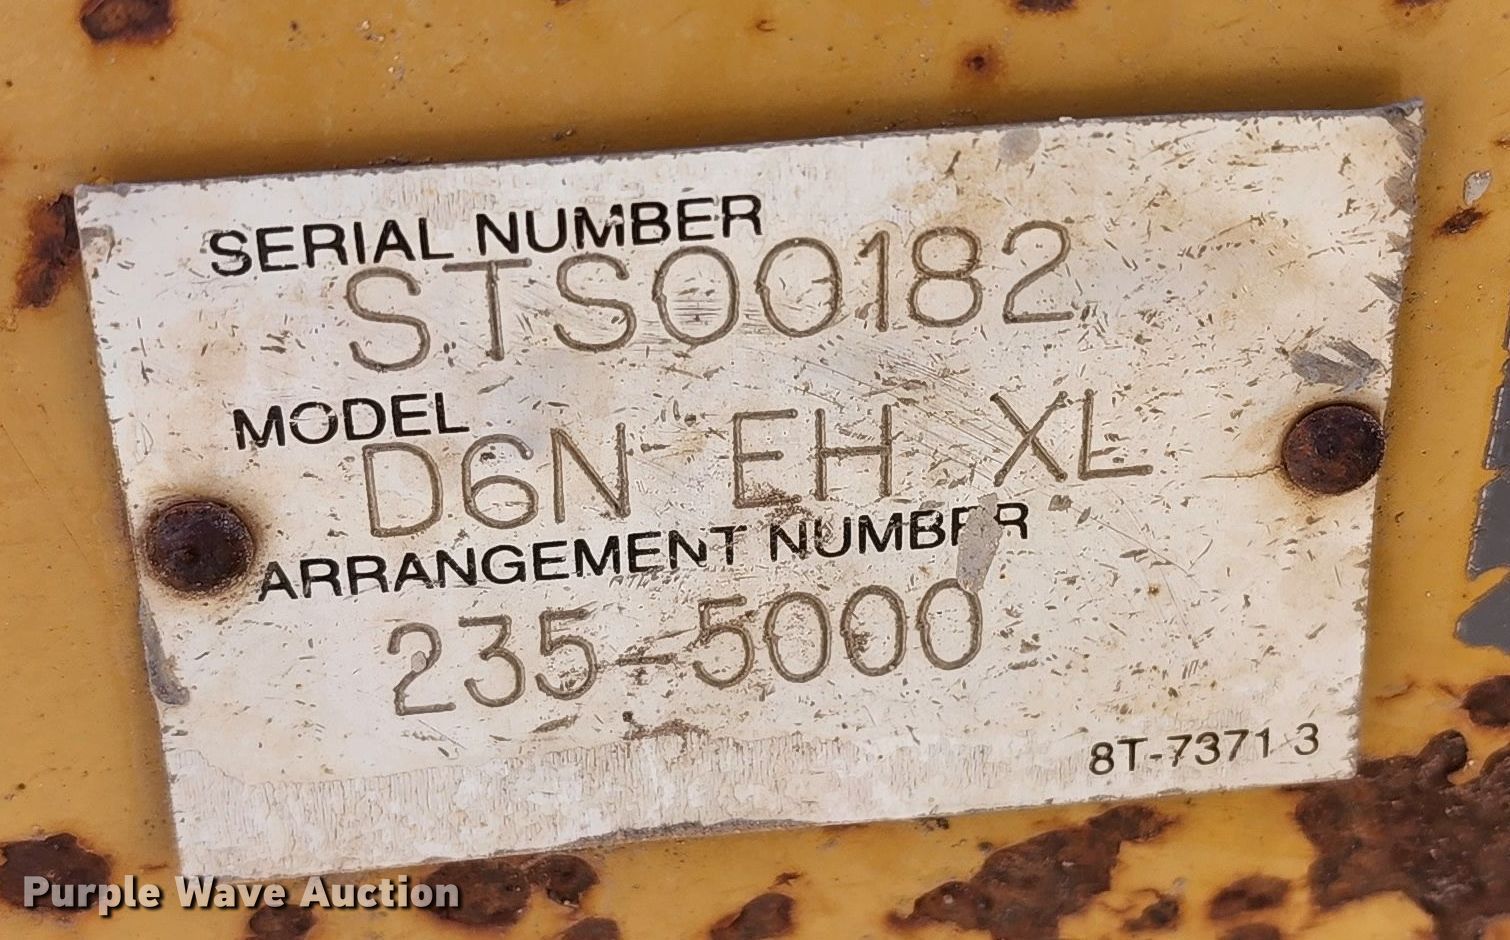 SERIAL NUMBER
STS00182
MODEL
D6N EH XL
ARRANGEMENT NUMBER
235-5000
8T-7371 3
Purple Wave Auction